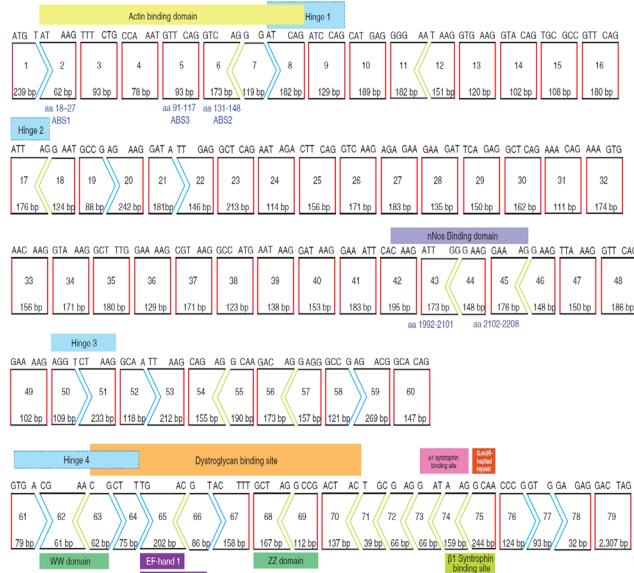 Actin binding domain Hinge 1
ATG T AT AAG TTT CTG CCA AAT GTT CAG GTC AG G G AT CAG ATC CAG CAT GAG GGG A T AAG GTG AAG GTA CAG TGC CAC GCC GTT CAG
1 2 3 4 5 6 7 8 9 10 11 12 13 14 15 16
239 bp 62 bp 93 bp 78 bp 93 bp 173 bp 119 bp 182 bp 129 bp 189 bp 182 bp 151 bp 120 bp 102 bp 108 bp 180 bp
aa 18–27 aa 91-117 aa 131-148
ABS1 ABS3 ABS2
Hinge 2
ATT AG G AAT GCC G AG AAG GAT A TT GAG GCT CAG AAT AGA CTT CAG GTC AAG AGA GAA GAA GAT TCA GAG GCT CAG AAA CAG AAA GTG
17 18 19 20 21 22 23 24 25 26 27 28 29 30 31 32
176 bp 124 bp 88 bp 242 bp 181bp 146 bp 213 bp 114 bp 156 bp 171 bp 183 bp 135 bp 150 bp 162 bp 111 bp 174 bp
nNos Binding domain
AAC AAG GTA AAG GCT TTG GAA AAG CGT AAG GCC ATG AAT AAG GAT AAG GAA ATT CAC AAG ATT GG G AAG GAA AG G AAG TTA AAG GTT CAG
33 34 35 36 37 38 39 40 41 42 43 44 45 46 47 48
156 bp 171 bp 180 bp 129 bp 171 bp 123 bp 138 bp 153 bp 183 bp 195 bp 173 bp 148 bp 176 bp 148 bp 150 bp 186 bp
aa 1992-2101 aa 2102-2208
Hinge 3
GAA AAG AGG T CT AAG GCA A TT AAG CAG AG G CAA GAC AG G AGG GCC G AG ACG GCA CAG
49 50 51 52 53 54 55 56 57 58 59 60
102 bp 109 bp 233 bp 118 bp 212 bp 155 bp 190 bp 173 bp 157 bp 121 bp 269 bp 147 bp
Hinge 4 Dystroglycan binding site
α1 syntrophin
binding site
heptad
repeat
GTG A CG AA C GCT T TG ACG TAC TTT GCT AG G CCG ACT AC T GCG AG G AT AG G CAA CCC GGT G GA GAG GAC TAG
61 62 63 64 65 66 67 68 69 70 71 72 73 74 75 76 77 78 79
79 bp 61 bp 62 bp 75 bp 202 bp 86 bp 158 bp 167 bp 112 bp 137 bp 39 bp 66 bp 66 bp 159 bp 244 bp 124 bp 93 bp 32 bp 2,307 bp
WW domain EF-hand 1 ZZ domain β1 Syntrophin
binding site